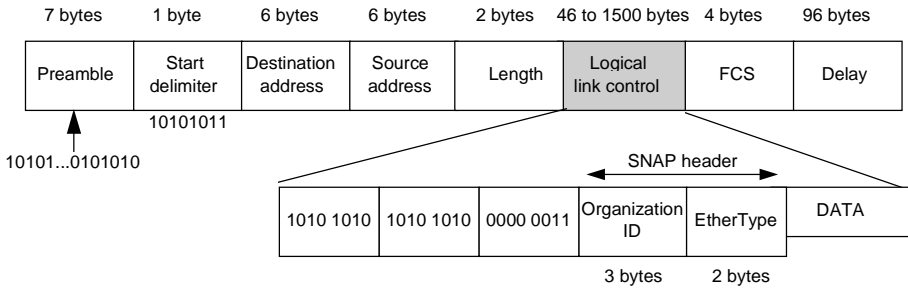 7 bytes 1 byte 6 bytes 6 bytes 2 bytes 46 to 1500 bytes 4 bytes 96 bytes
Preamble
Start
delimiter
Destination
address
Source
address
Length
Logical
link control
FCS
Delay
10101011
10101...0101010
SNAP header
1010 1010
1010 1010
0000 0011
Organization
ID
EtherType
DATA
3 bytes 2 bytes